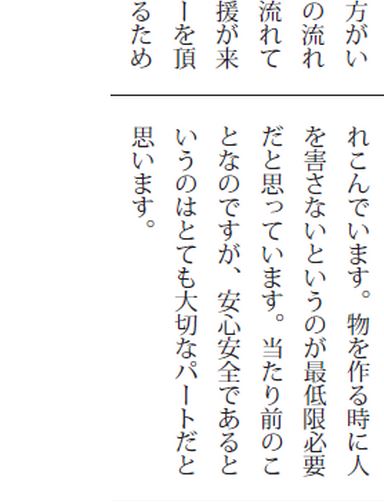 方がい
の流れ
流れて
援が来
ーを頂
るため
れこんでいます。物を作る時に人
を害さないというのが最低限必要
だと思っています。当たり前のこ
となのですが、安心安全であると
いうのはとても大切なパートだと
思います。